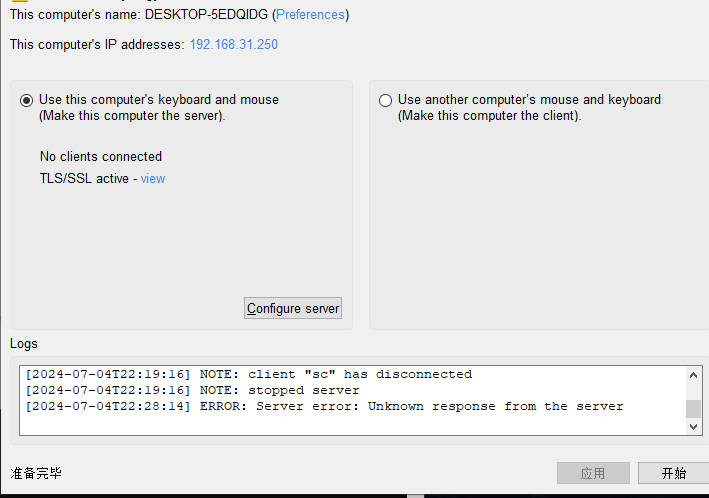 This computer's name: DESKTOP-5EDQIDG (Preferences)
This computer's IP addresses: 192.168.31.250
Use this computer's keyboard and mouse
(Make this computer the server).
No clients connected
TLS/SSL active - view
Configure server
Use another computer's mouse and keyboard
(Make this computer the client).
Logs
[2024-07-04T22:19:16] NOTE: client "sc" has disconnected
[2024-07-04T22:19:16] NOTE: stopped server
[2024-07-04T22:28:14] ERROR: Server error: Unknown response from the server
准备完毕
应用
开始